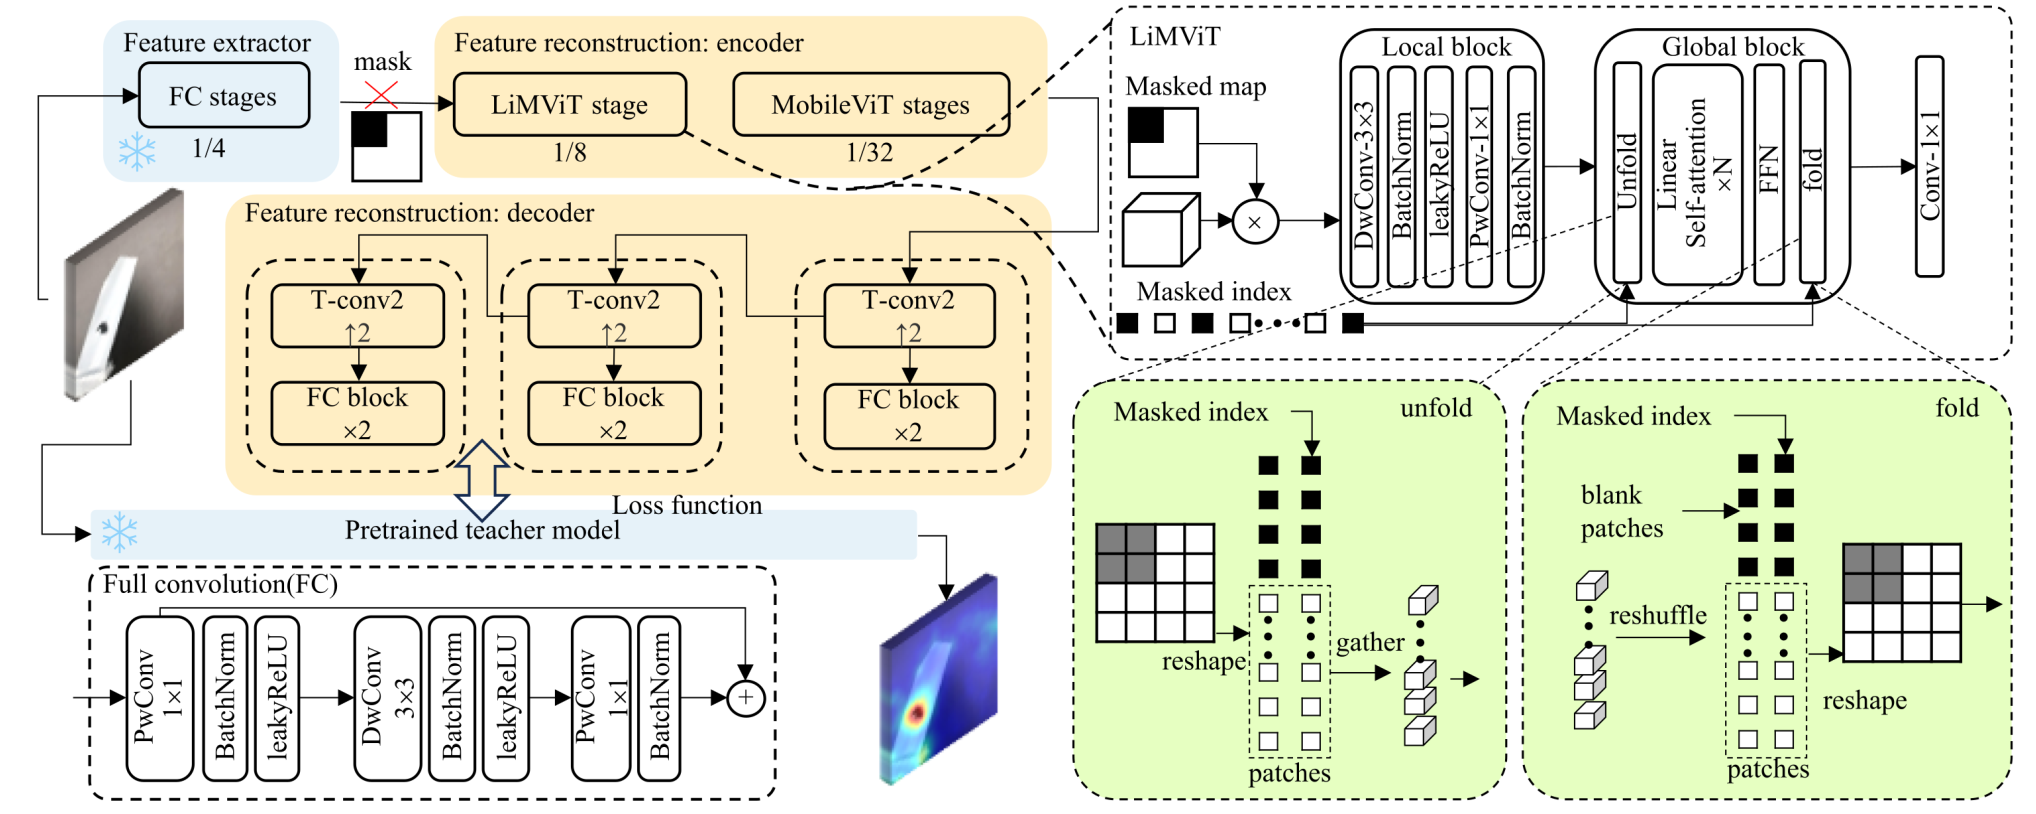 Feature extractor
FC stages
1/4
mask
Feature reconstruction: encoder
LiMViT stage
1/8
MobileViT stages
1/32
Feature reconstruction: decoder
T-conv2
↑2
FC block
×2
T-conv2
↑2
FC block
×2
T-conv2
↑2
FC block
×2
Loss function
Pretrained teacher model
Full convolution(FC)
PwConv
1×1
BatchNorm
leakyReLU
DwConv
3×3
BatchNorm
leakyReLU
PwConv
1×1
BatchNorm
+
LiMViT
Masked map
×
Masked index
Local block
DwConv-3×3
BatchNorm
leakyReLU
PwConv-1×1
BatchNorm
Global block
Unfold
Linear
Self-attention
×N
FFN
fold
Conv-1×1
unfold
Masked index
reshape
gather
patches
fold
Masked index
blank
patches
reshuffle
reshape
patches